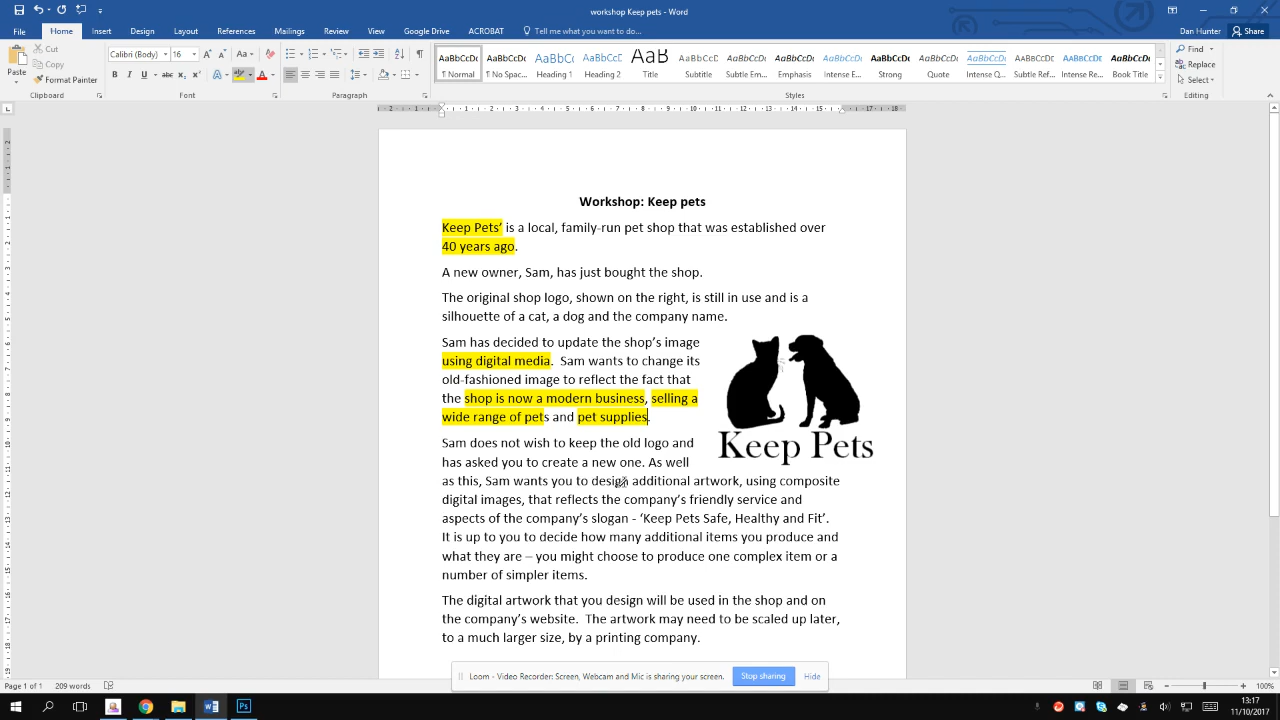 workshop Keep pets - Word
File Home Insert Design Layout References Mailings Review View Google Drive ACROBAT Tell me what you want to do... Dan Hunter Share
Paste Cut Copy Format Painter Clipboard
Calibri (Body) 16 Font
Paragraph
AaBbCcDc AaBbCcDc AaBbCc AaBbCcD AaB AaBbCcD AaBbCcDc AaBbCcDc AaBbCcDc AaBbCcDc AaBbCcDc AaBbCcDc AaBbCcDc AaBbCcDc AaBbCcDc
¶ Normal ¶ No Spac... Heading 1 Heading 2 Title Subtitle Subtle Em... Emphasis Intense E... Strong Quote Intense Q... Subtle Ref... Intense Re... Book Title
Styles
Find Replace Select Editing
Workshop: Keep pets
Keep Pets’ is a local, family-run pet shop that was established over
40 years ago.
A new owner, Sam, has just bought the shop.
The original shop logo, shown on the right, is still in use and is a
silhouette of a cat, a dog and the company name.
Sam has decided to update the shop’s image
using digital media.  Sam wants to change its
old-fashioned image to reflect the fact that
the shop is now a modern business, selling a
wide range of pets and pet supplies.
Keep Pets
Sam does not wish to keep the old logo and
has asked you to create a new one. As well
as this, Sam wants you to design additional artwork, using composite
digital images, that reflects the company’s friendly service and
aspects of the company’s slogan - ‘Keep Pets Safe, Healthy and Fit’.
It is up to you to decide how many additional items you produce and
what they are – you might choose to produce one complex item or a
number of simpler items.
The digital artwork that you design will be used in the shop and on
the company’s website.  The artwork may need to be scaled up later,
to a much larger size, by a printing company.
Loom - Video Recorder: Screen, Webcam and Mic is sharing your screen. Stop sharing Hide
Page 1 of 1 209 words 100%
13:17
11/10/2017